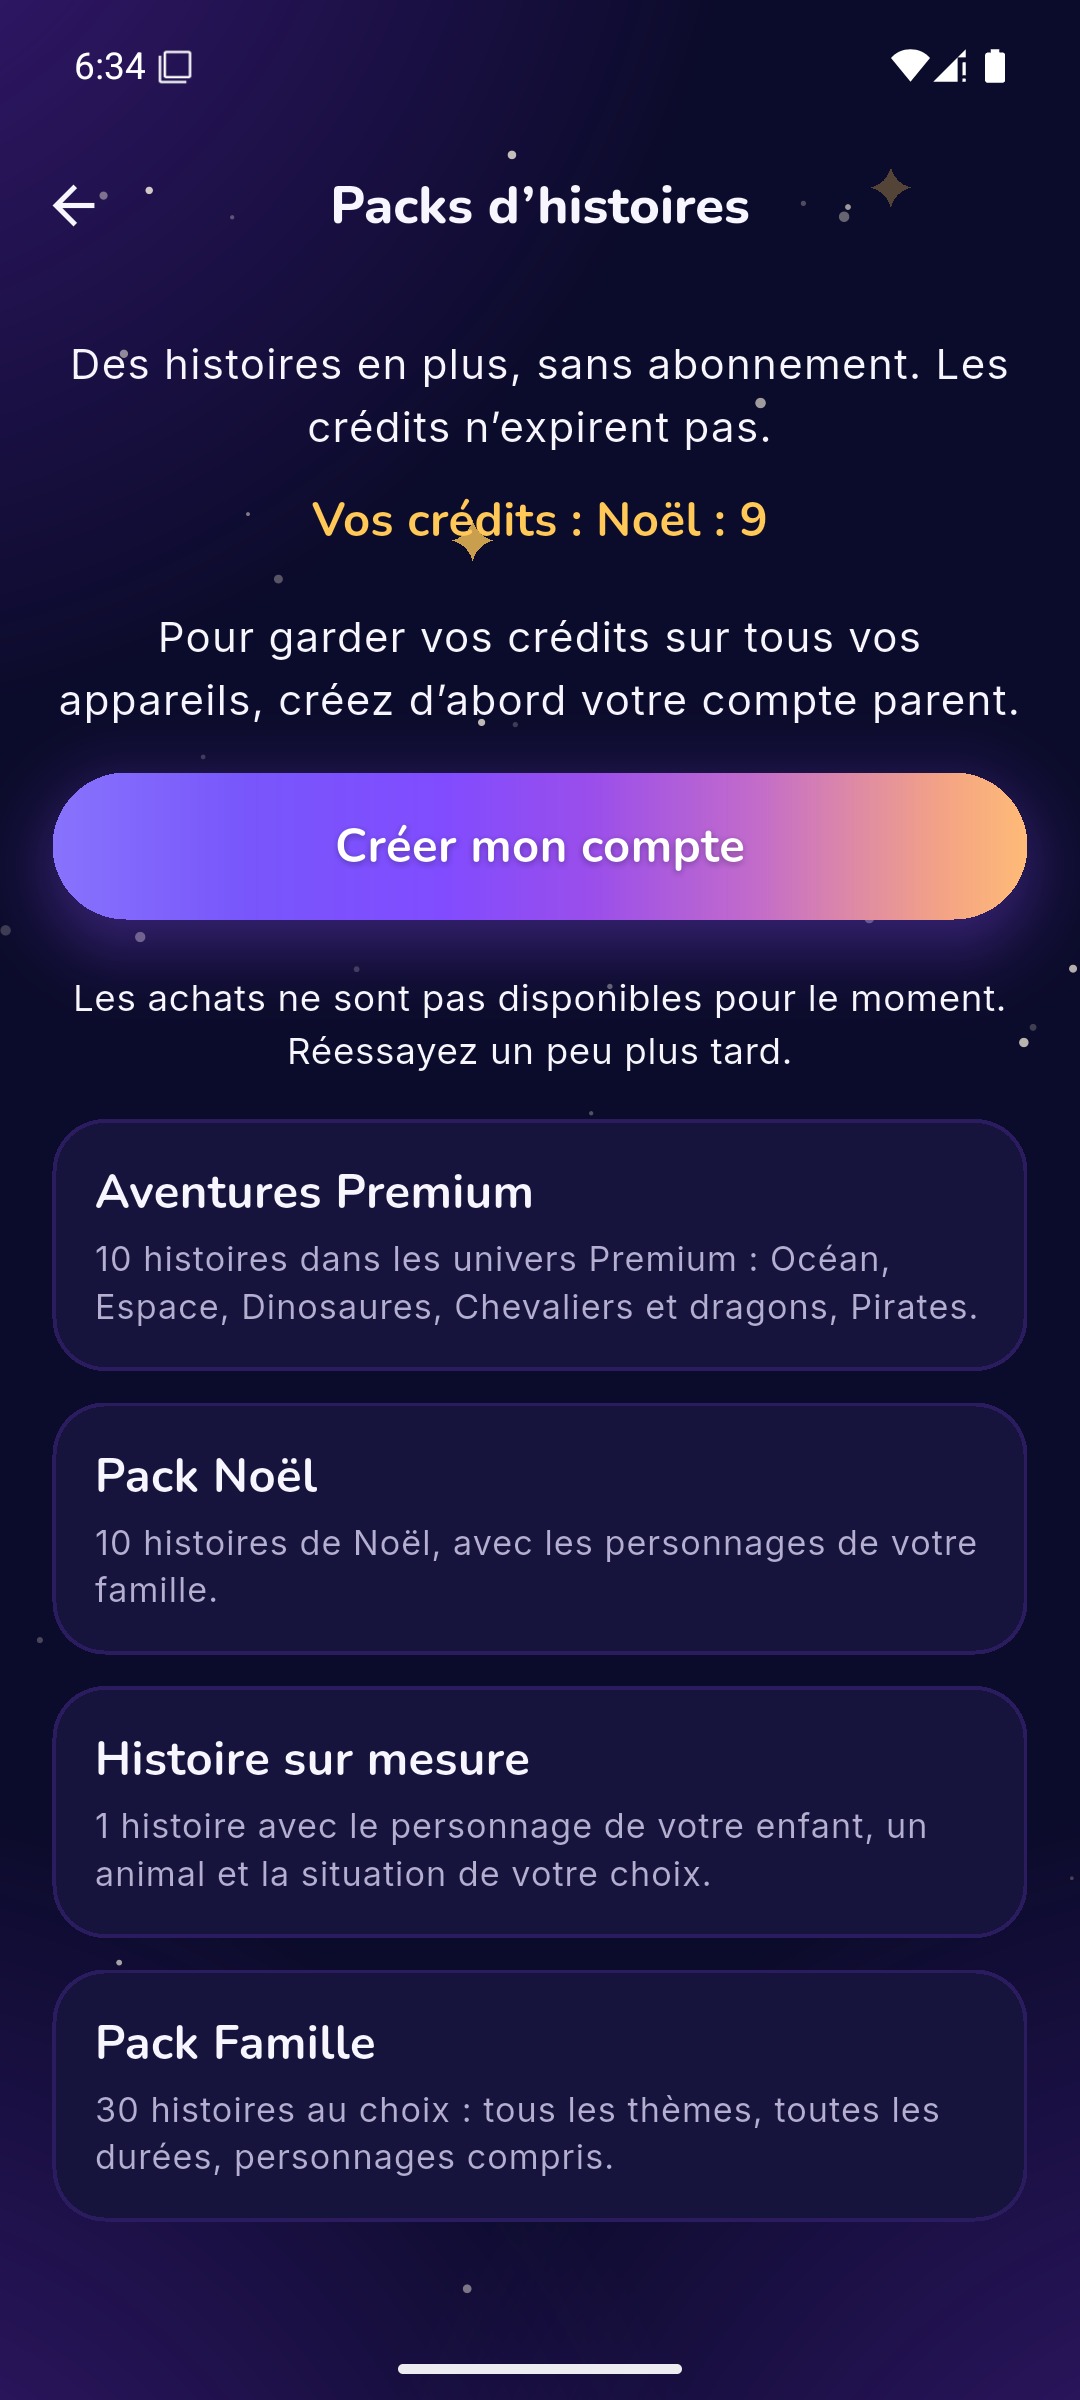 6:34
Packs d’histoires
Des histoires en plus, sans abonnement. Les
crédits n’expirent pas.
Vos crédits : Noël : 9
Pour garder vos crédits sur tous vos
appareils, créez d’abord votre compte parent.
Créer mon compte
Les achats ne sont pas disponibles pour le moment.
Réessayez un peu plus tard.
Aventures Premium
10 histoires dans les univers Premium : Océan,
Espace, Dinosaures, Chevaliers et dragons, Pirates.
Pack Noël
10 histoires de Noël, avec les personnages de votre
famille.
Histoire sur mesure
1 histoire avec le personnage de votre enfant, un
animal et la situation de votre choix.
Pack Famille
30 histoires au choix : tous les thèmes, toutes les
durées, personnages compris.